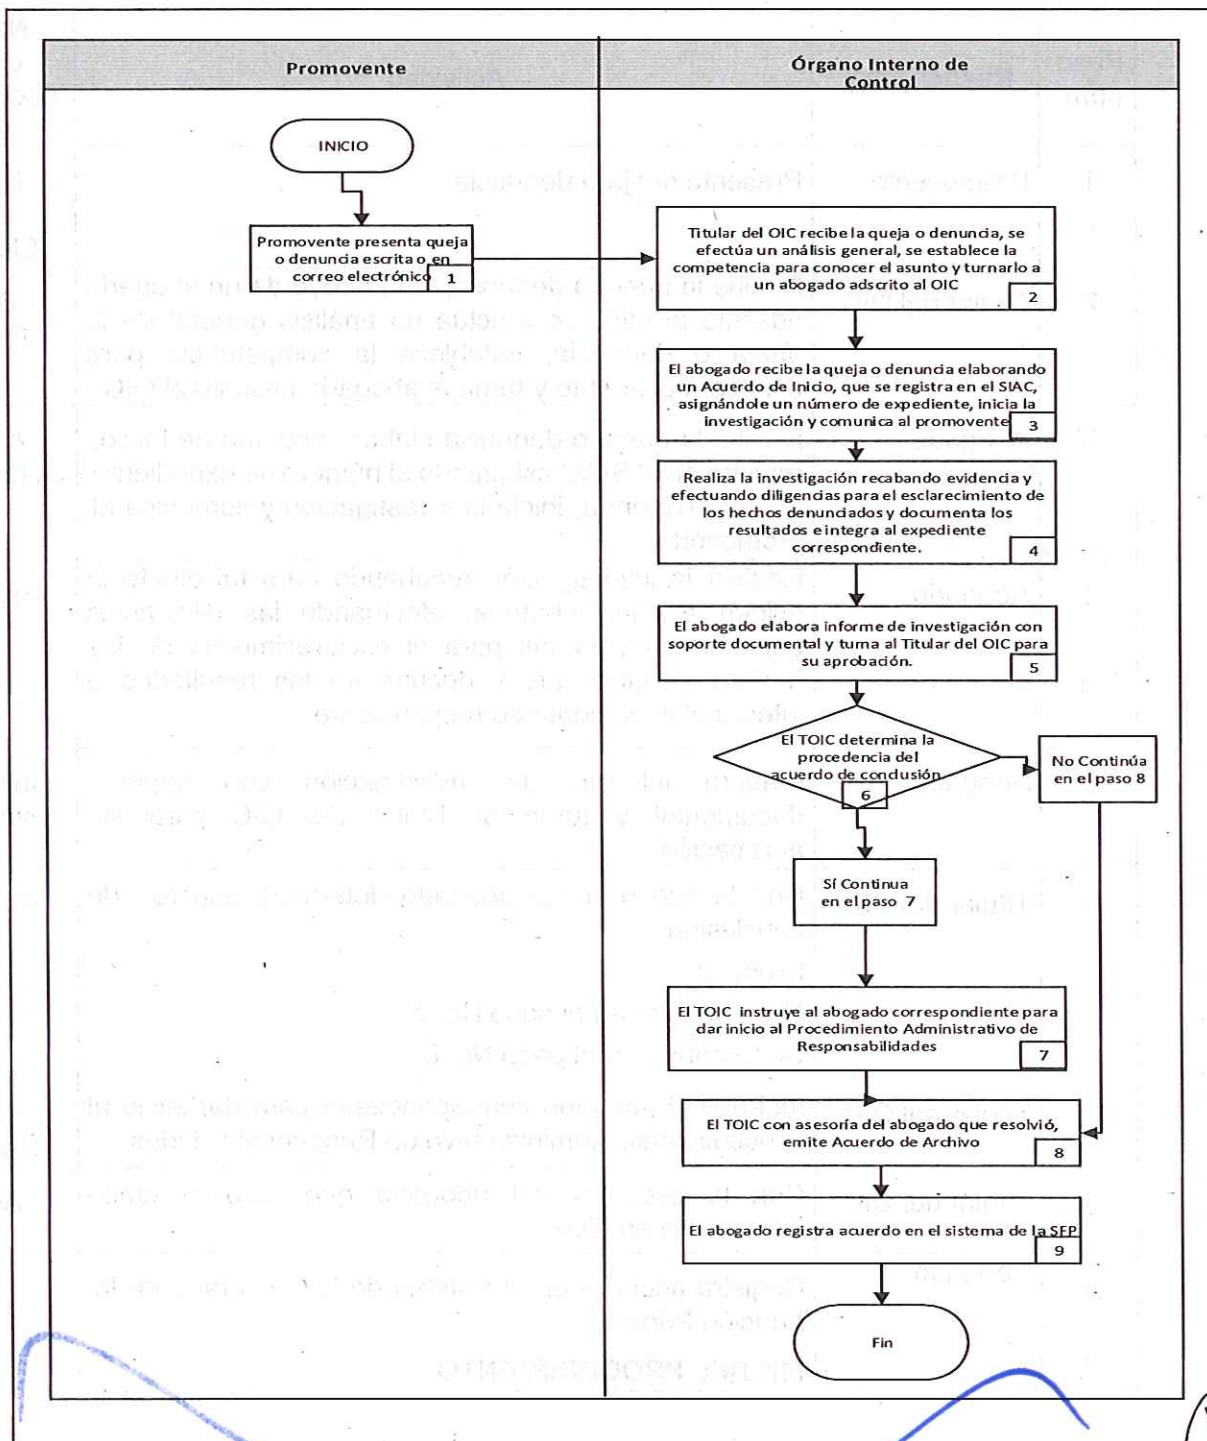 Promovente
Órgano Interno de
Control
INICIO
Promovente presenta queja
o denuncia escrita o en
correo electrónico
1
Titular del OIC recibe la queja o denuncia, se
efectúa un análisis general, se establece la
competencia para conocer el asunto y turnarlo a
un abogado adscrito al OIC
2
El abogado recibe la queja o denuncia elaborando
un Acuerdo de Inicio, que se registra en el SIAC,
asignándole un número de expediente, inicia la
investigación y comunica al promovente
3
Realiza la investigación recabando evidencia y
efectuando diligencias para el esclarecimiento de
los hechos denunciados y documenta los
resultados e integra al expediente
correspondiente.
4
El abogado elabora informe de investigación con
soporte documental y turna al Titular del OIC para
su aprobación.
5
El TOIC determina la
procedencia del
acuerdo de conclusión
6
No Continúa
en el paso 8
Sí Continua
en el paso 7
El TOIC instruye al abogado correspondiente para
dar inicio al Procedimiento Administrativo de
Responsabilidades
7
El TOIC con asesoría del abogado que resolvió,
emite Acuerdo de Archivo
8
El abogado registra acuerdo en el sistema de la SFP
9
Fin